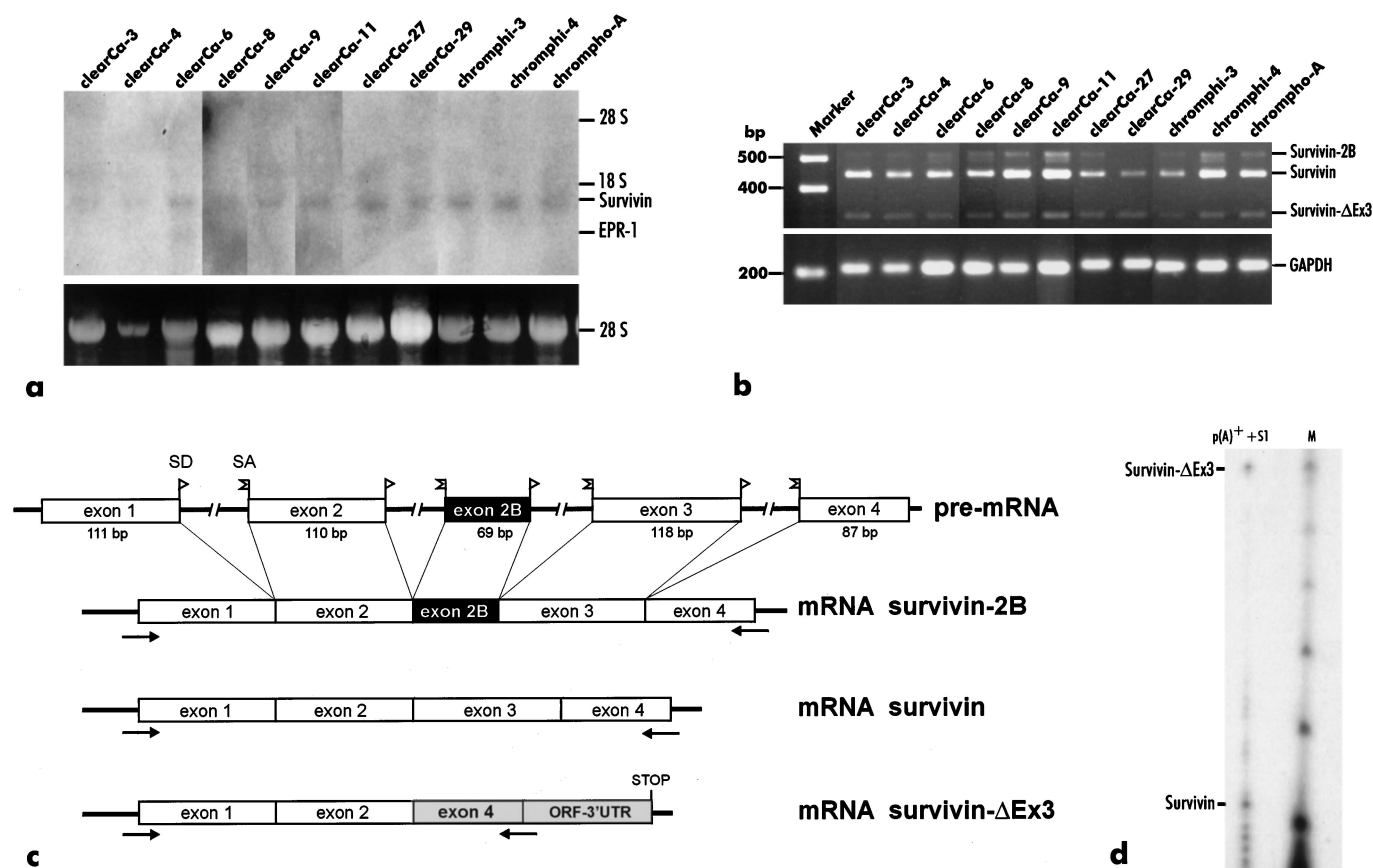 clearCa-3
clearCa-4
clearCa-6
clearCa-8
clearCa-9
clearCa-11
clearCa-27
clearCa-29
chromphi-3
chromphi-4
chrompho-A
28 S
18 S
Survivin
EPR-1
28 S
a
bp
Marker
clearCa-3
clearCa-4
clearCa-6
clearCa-8
clearCa-9
clearCa-11
clearCa-27
clearCa-29
chromphi-3
chromphi-4
chrompho-A
500
400
200
Survivin-2B
Survivin
Survivin-ΔEx3
GAPDH
b
SD
SA
exon 1
exon 2
exon 2B
exon 3
exon 4
pre-mRNA
111 bp
110 bp
69 bp
118 bp
87 bp
exon 1
exon 2
exon 2B
exon 3
exon 4
mRNA survivin-2B
exon 1
exon 2
exon 3
exon 4
mRNA survivin
STOP
exon 1
exon 2
exon 4
ORF-3'UTR
mRNA survivin-ΔEx3
c
p(A)+ +S1
M
Survivin-ΔEx3
Survivin
d